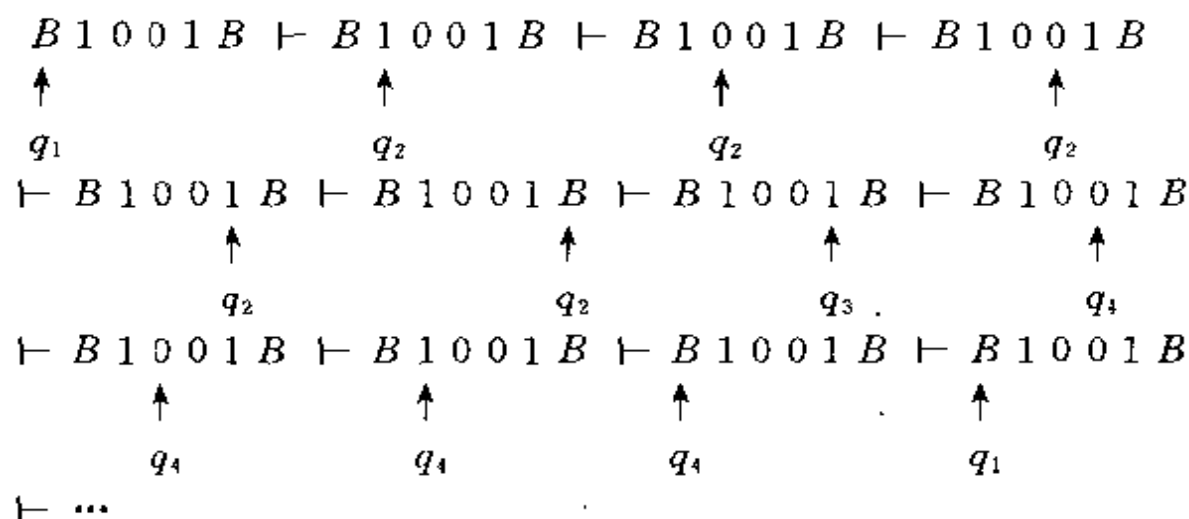 B 1 0 0 1 B ⊢ B 1 0 0 1 B ⊢ B 1 0 0 1 B ⊢ B 1 0 0 1 B
↑ ↑ ↑ ↑
q₁ q₂ q₂ q₂
⊢ B 1 0 0 1 B ⊢ B 1 0 0 1 B ⊢ B 1 0 0 1 B ⊢ B 1 0 0 1 B
↑ ↑ ↑ ↑
q₂ q₂ q₃ q₄
⊢ B 1 0 0 1 B ⊢ B 1 0 0 1 B ⊢ B 1 0 0 1 B ⊢ B 1 0 0 1 B
↑ ↑ ↑ ↑
q₄ q₄ q₄ q₁
⊢ …